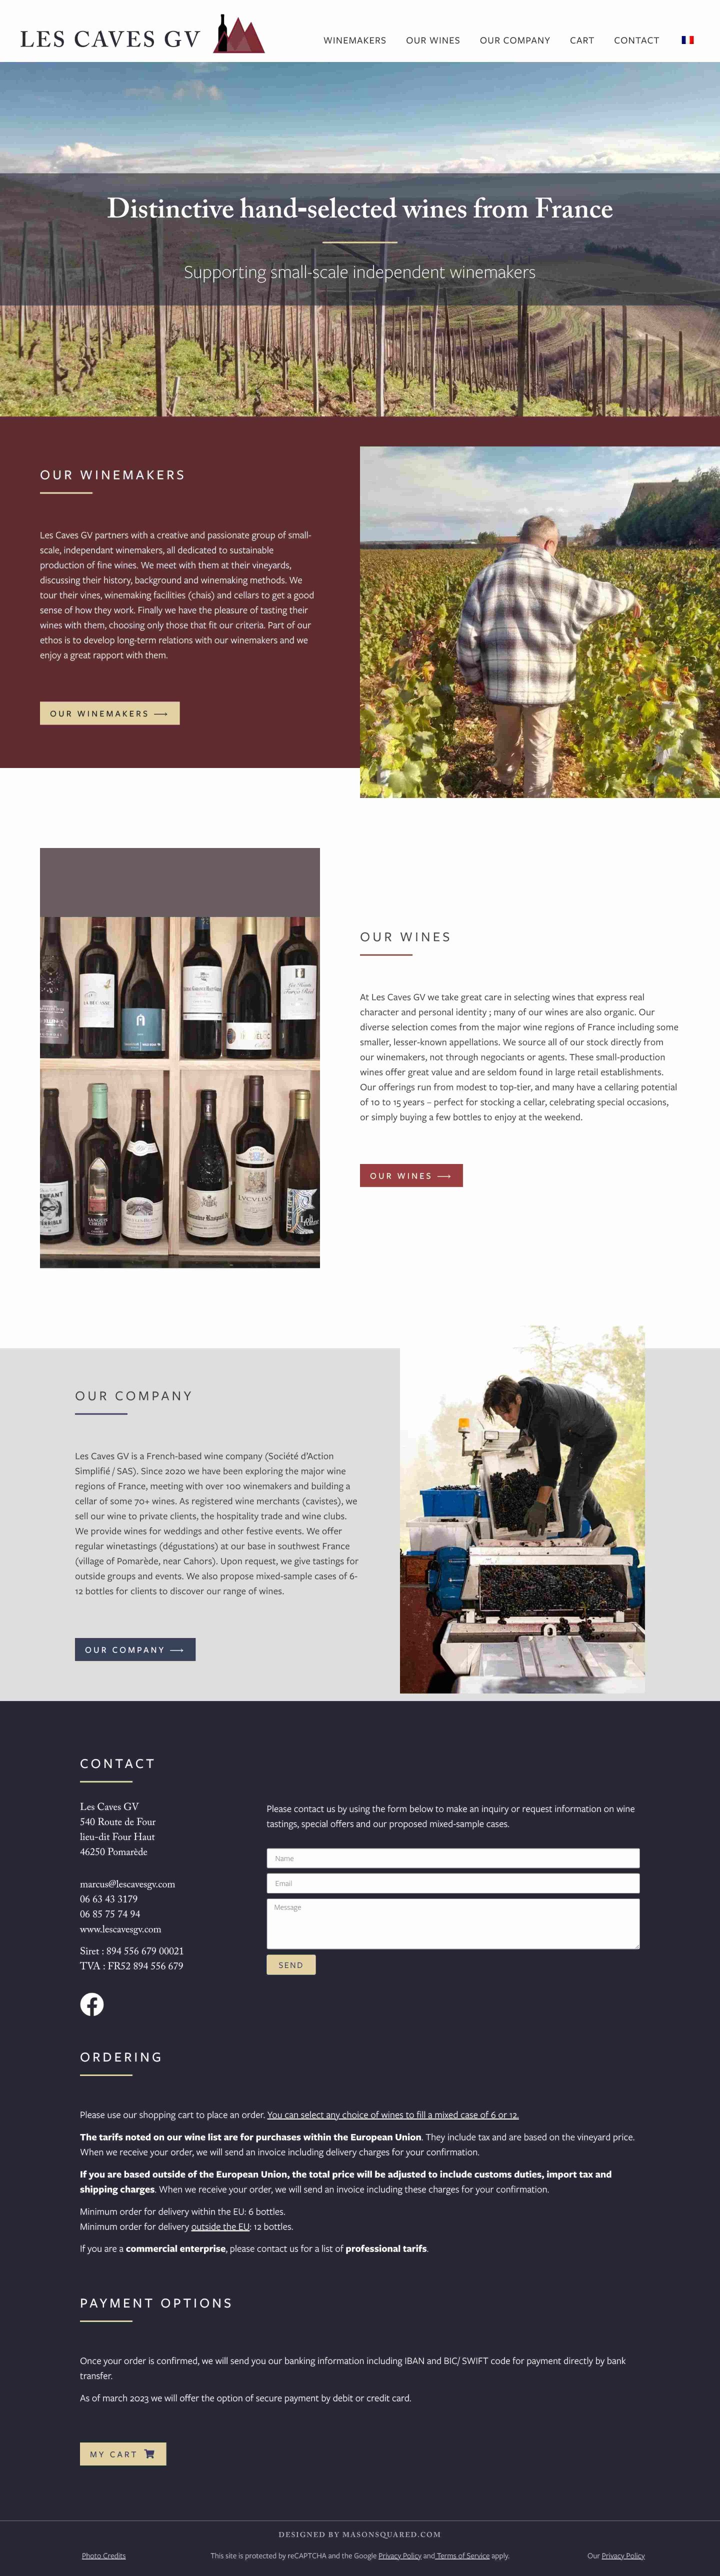 LES CAVES GV
WINEMAKERS
OUR WINES
OUR COMPANY
CART
CONTACT
Distinctive hand-selected wines from France
Supporting small-scale independent winemakers
OUR WINEMAKERS
Les Caves GV partners with a creative and passionate group of small-
scale, independant winemakers, all dedicated to sustainable
production of fine wines. We meet with them at their vineyards,
discussing their history, background and winemaking methods. We
tour their vines, winemaking facilities (chais) and cellars to get a good
sense of how they work. Finally we have the pleasure of tasting their
wines with them, choosing only those that fit our criteria. Part of our
ethos is to develop long-term relations with our winemakers and we
enjoy a great rapport with them.
OUR WINEMAKERS ⟶
OUR WINES
At Les Caves GV we take great care in selecting wines that express real
character and personal identity ; many of our wines are also organic. Our
diverse selection comes from the major wine regions of France including some
smaller, lesser-known appellations. We source all of our stock directly from
our winemakers, not through negociants or agents. These small-production
wines offer great value and are seldom found in large retail establishments.
Our offerings run from modest to top-tier, and many have a cellaring potential
of 10 to 15 years – perfect for stocking a cellar, celebrating special occasions,
or simply buying a few bottles to enjoy at the weekend.
OUR WINES ⟶
LUCULLUS
OUR COMPANY
Les Caves GV is a French-based wine company (Société d'Action
Simplifié / SAS). Since 2020 we have been exploring the major wine
regions of France, meeting with over 100 winemakers and building a
cellar of some 70+ wines. As registered wine merchants (cavistes), we
sell our wine to private clients, the hospitality trade and wine clubs.
We provide wines for weddings and other festive events. We offer
regular winetastings (dégustations) at our base in southwest France
(village of Pomarède, near Cahors). Upon request, we give tastings for
outside groups and events. We also propose mixed-sample cases of 6-
12 bottles for clients to discover our range of wines.
OUR COMPANY ⟶
CONTACT
Les Caves GV
540 Route de Four
lieu-dit Four Haut
46250 Pomarède
marcus@lescavesgv.com
06 63 43 3179
06 85 75 74 94
www.lescavesgv.com
Siret : 894 556 679 00021
TVA : FR52 894 556 679
Please contact us by using the form below to make an inquiry or request information on wine
tastings, special offers and our proposed mixed-sample cases.
Name
Email
Message
SEND
ORDERING
Please use our shopping cart to place an order. You can select any choice of wines to fill a mixed case of 6 or 12.
The tarifs noted on our wine list are for purchases within the European Union. They include tax and are based on the vineyard price.
When we receive your order, we will send an invoice including delivery charges for your confirmation.
If you are based outside of the European Union, the total price will be adjusted to include customs duties, import tax and
shipping charges. When we receive your order, we will send an invoice including these charges for your confirmation.
Minimum order for delivery within the EU: 6 bottles.
Minimum order for delivery outside the EU: 12 bottles.
If you are a commercial enterprise, please contact us for a list of professional tarifs.
PAYMENT OPTIONS
Once your order is confirmed, we will send you our banking information including IBAN and BIC/ SWIFT code for payment directly by bank
transfer.
As of march 2023 we will offer the option of secure payment by debit or credit card.
MY CART
DESIGNED BY MASONSQUARED.COM
Photo Credits
This site is protected by reCAPTCHA and the Google Privacy Policy and Terms of Service apply.
Our Privacy Policy